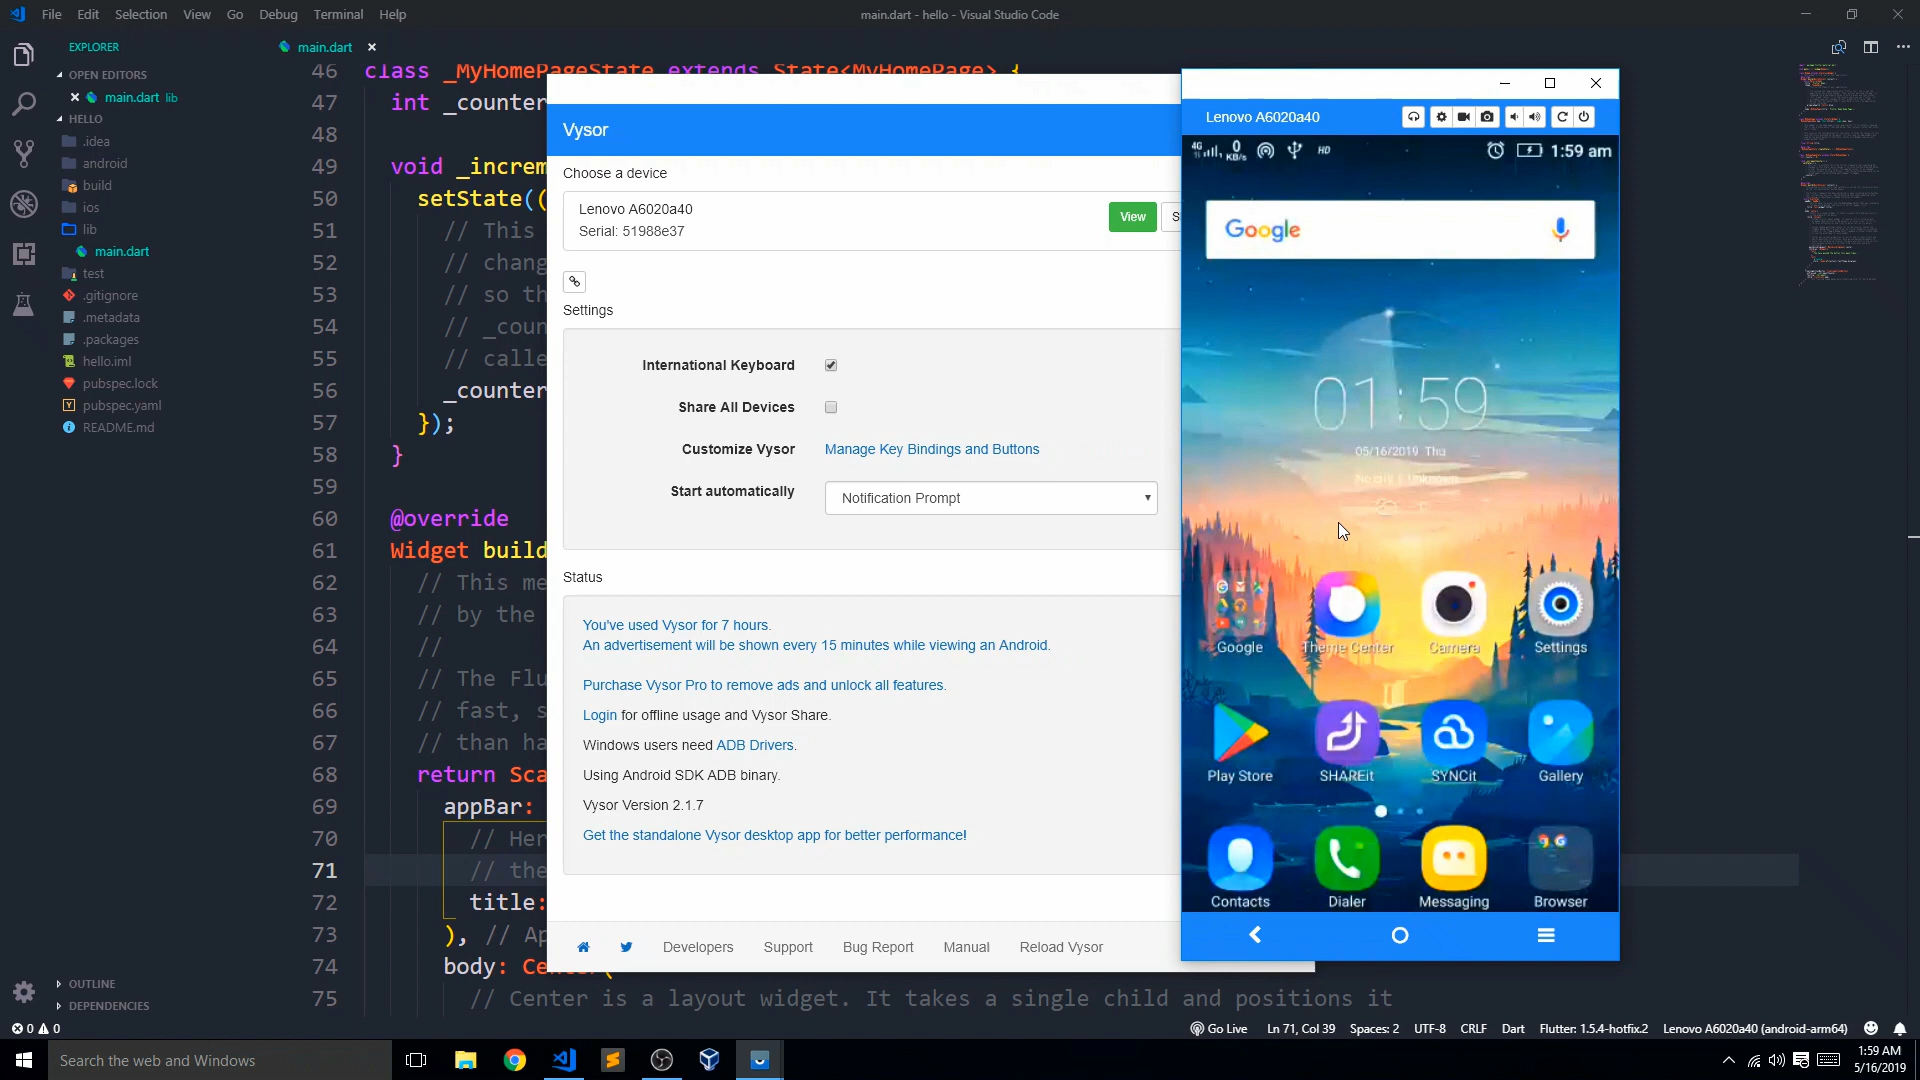 File Edit Selection View Go Debug Terminal Help
main.dart - hello - Visual Studio Code
EXPLORER
OPEN EDITORS
main.dart lib
HELLO
.idea
android
build
ios
lib
main.dart
test
.gitignore
.metadata
.packages
hello.iml
pubspec.lock
pubspec.yaml
README.md
OUTLINE
DEPENDENCIES
main.dart
46 class _MyHomePageState extends State<MyHomePage> {
47 int _counter
48
49 void _increm
50 setState((
51 // This
52 // chang
53 // so th
54 // _coun
55 // calle
56 _counter
57 });
58 }
59
60 @override
61 Widget build
62 // This me
63 // by the
64 //
65 // The Flu
66 // fast, s
67 // than ha
68 return Sca
69 appBar:
70 // Her
71 // the
72 title:
73 ), // Ap
74 body: Center(
75 // Center is a layout widget. It takes a single child and positions it
Vysor
Choose a device
Lenovo A6020a40
Serial: 51988e37
View
S
Settings
International Keyboard
Share All Devices
Customize Vysor Manage Key Bindings and Buttons
Start automatically Notification Prompt
Status
You've used Vysor for 7 hours.
An advertisement will be shown every 15 minutes while viewing an Android.
Purchase Vysor Pro to remove ads and unlock all features.
Login for offline usage and Vysor Share.
Windows users need ADB Drivers.
Using Android SDK ADB binary.
Vysor Version 2.1.7
Get the standalone Vysor desktop app for better performance!
Developers Support Bug Report Manual Reload Vysor
Lenovo A6020a40
4G 0 KB/s HD 1:59 am
Google
01:59
05/16/2019 Thu
Google Theme Center Camera Settings
Play Store SHAREit SYNCit Gallery
Contacts Dialer Messaging Browser
0 0
Go Live Ln 71, Col 39 Spaces: 2 UTF-8 CRLF Dart Flutter: 1.5.4-hotfix.2 Lenovo A6020a40 (android-arm64)
Search the web and Windows
1:59 AM
5/16/2019